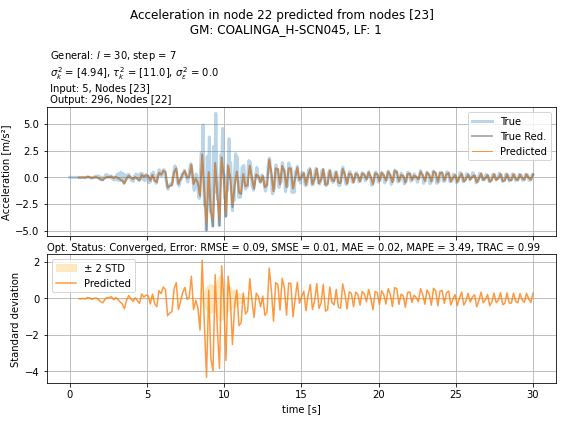 Acceleration in node 22 predicted from nodes [23]
GM: COALINGA_H-SCN045, LF: 1
General: l = 30, step = 7
σ²ₖ = [4.94], τ²ₖ = [11.0], σ²ε = 0.0
Input: 5, Nodes [23]
Output: 296, Nodes [22]
Acceleration [m/s²]
5.0
2.5
0.0
−2.5
−5.0
True
True Red.
Predicted
Opt. Status: Converged, Error: RMSE = 0.09, SMSE = 0.01, MAE = 0.02, MAPE = 3.49, TRAC = 0.99
Standard deviation
2
0
−2
−4
± 2 STD
Predicted
0 5 10 15 20 25 30
time [s]